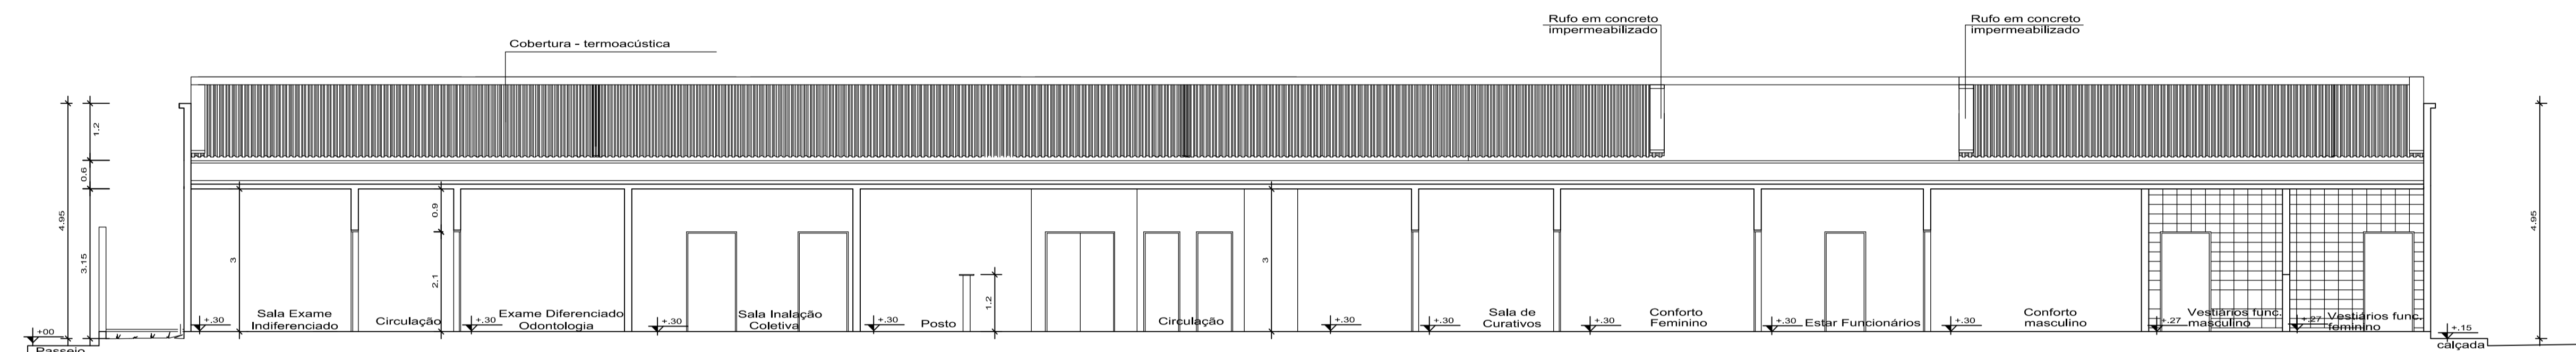 Rufo em concreto
impermeabilizado
Rufo em concreto
impermeabilizado
Cobertura - termoacústica
4.95
1.2
0.6
3.15
3
0.9
2.1
1.2
3
4.95
+00
Passeio
+.30
Sala Exame
Indiferenciado
Circulação
+.30
Exame Diferenciado
Odontologia
+.30
Sala Inalação
Coletiva
+.30
Posto
Circulação
+.30
+.30
Sala de
Curativos
+.30
Conforto
Feminino
+.30
Estar Funcionários
+.30
Conforto
masculino
+.27
Vestiários func.
masculino
+.27
Vestiários func.
feminino
+.15
calçada